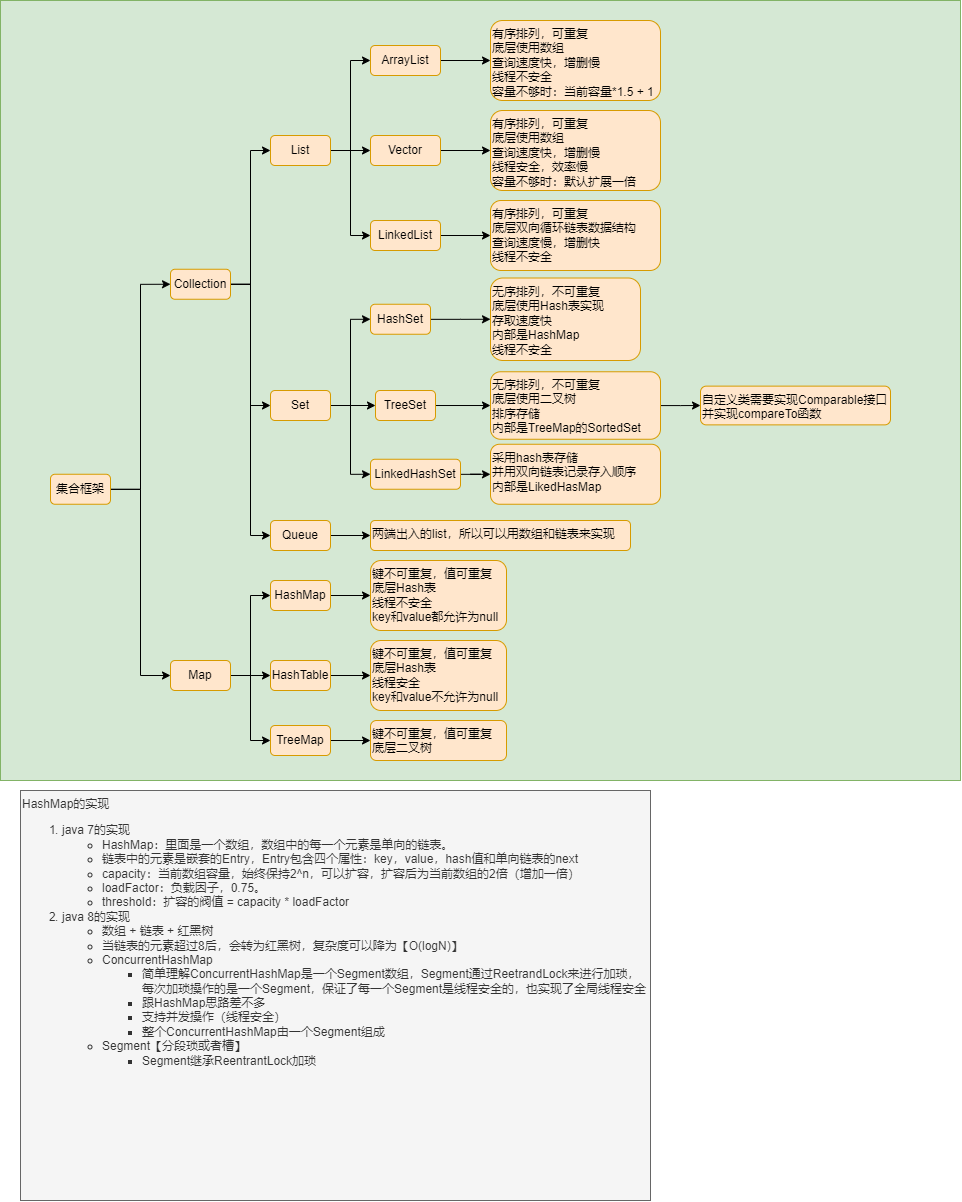 集合框架
Collection
List
ArrayList
有序排列，可重复
底层使用数组
查询速度快，增删慢
线程不安全
容量不够时：当前容量*1.5 + 1
Vector
有序排列，可重复
底层使用数组
查询速度快，增删慢
线程安全，效率慢
容量不够时：默认扩展一倍
LinkedList
有序排列，可重复
底层双向循环链表数据结构
查询速度慢，增删快
线程不安全
Set
HashSet
无序排列，不可重复
底层使用Hash表实现
存取速度快
内部是HashMap
线程不安全
TreeSet
无序排列，不可重复
底层使用二叉树
排序存储
内部是TreeMap的SortedSet
自定义类需要实现Comparable接口
并实现compareTo函数
LinkedHashSet
采用hash表存储
并用双向链表记录存入顺序
内部是LikedHasMap
Queue
两端出入的list，所以可以用数组和链表来实现
Map
HashMap
键不可重复，值可重复
底层Hash表
线程不安全
key和value都允许为null
HashTable
键不可重复，值可重复
底层Hash表
线程安全
key和value不允许为null
TreeMap
键不可重复，值可重复
底层二叉树
HashMap的实现
1. java 7的实现
HashMap：里面是一个数组，数组中的每一个元素是单向的链表。
链表中的元素是嵌套的Entry，Entry包含四个属性：key，value，hash值和单向链表的next
capacity：当前数组容量，始终保持2^n，可以扩容，扩容后为当前数组的2倍（增加一倍）
loadFactor：负载因子，0.75。
threshold：扩容的阀值 = capacity * loadFactor
2. java 8的实现
数组 + 链表 + 红黑树
当链表的元素超过8后，会转为红黑树，复杂度可以降为【O(logN)】
ConcurrentHashMap
简单理解ConcurrentHashMap是一个Segment数组，Segment通过ReetrandLock来进行加琐，
每次加琐操作的是一个Segment，保证了每一个Segment是线程安全的，也实现了全局线程安全
跟HashMap思路差不多
支持并发操作（线程安全）
整个ConcurrentHashMap由一个Segment组成
Segment【分段琐或者槽】
Segment继承ReentrantLock加琐